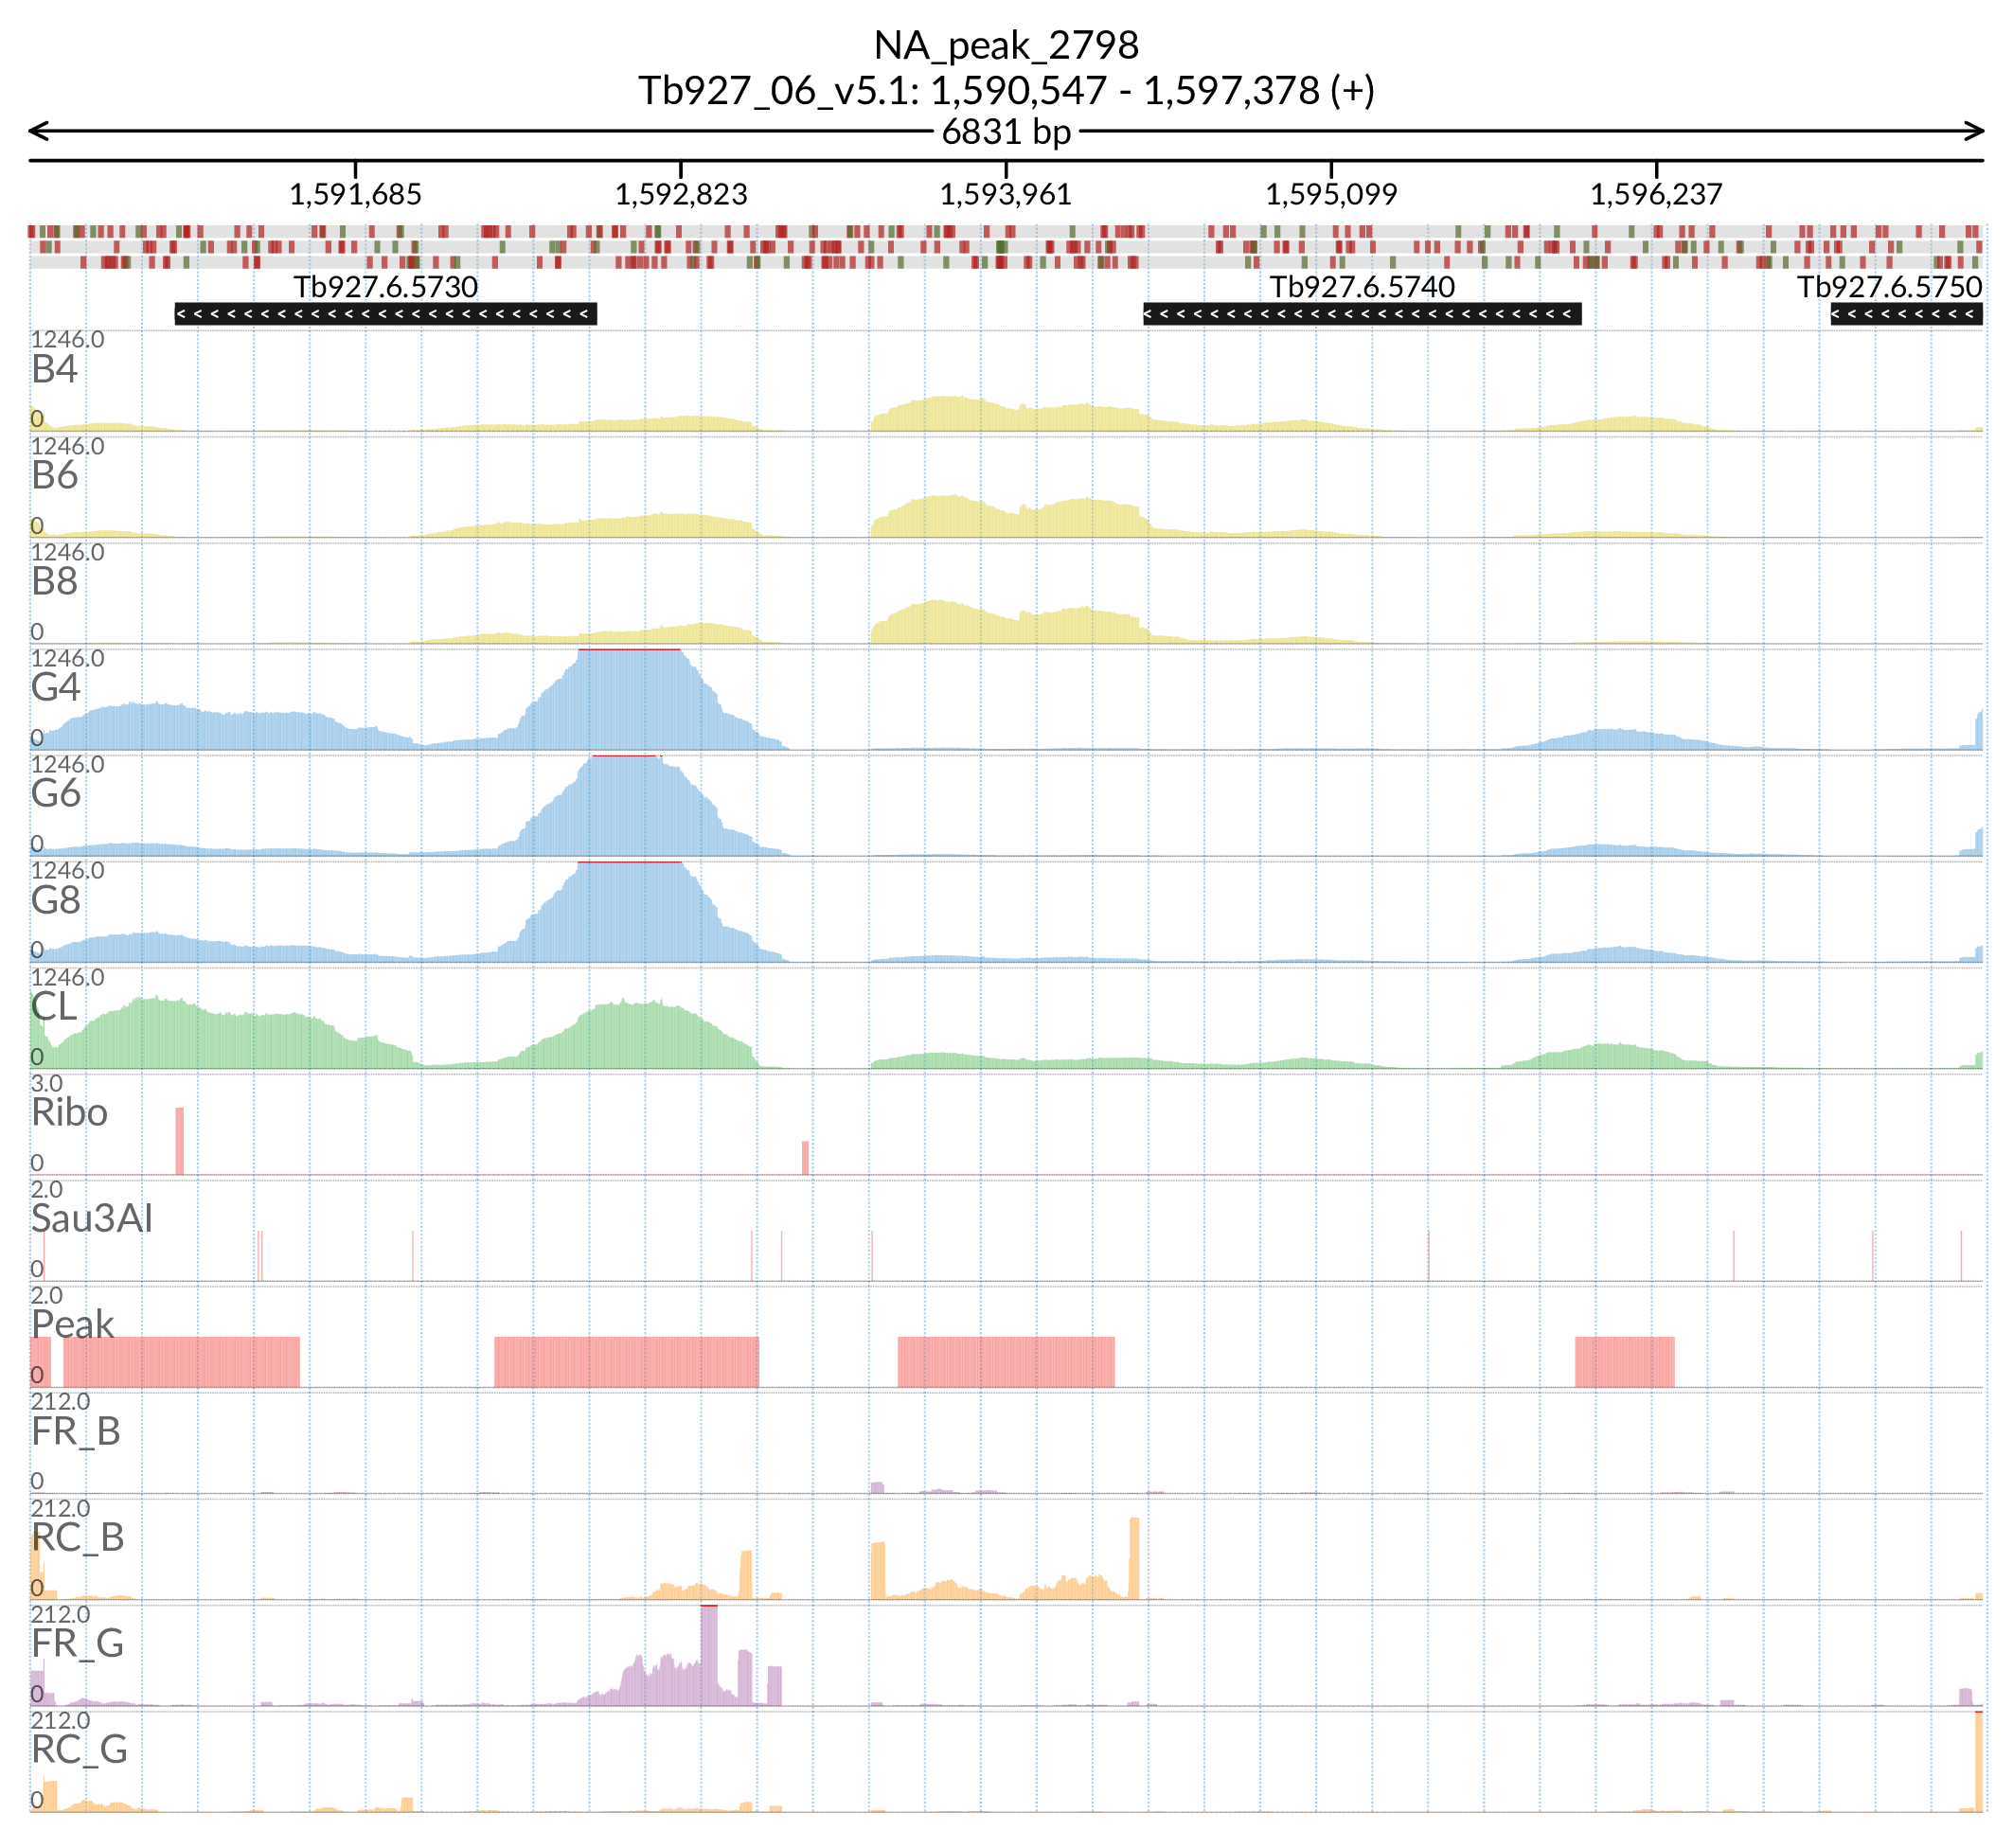 NA_peak_2798
Tb927_06_v5.1: 1,590,547 - 1,597,378 (+)
6831 bp
1,591,685 1,592,823 1,593,961 1,595,099 1,596,237
Tb927.6.5730 Tb927.6.5740 Tb927.6.5750
1246.0
B4
0
1246.0
B6
0
1246.0
B8
0
1246.0
G4
0
1246.0
G6
0
1246.0
G8
0
1246.0
CL
0
3.0
Ribo
0
2.0
Sau3AI
0
2.0
Peak
0
212.0
FR_B
0
212.0
RC_B
0
212.0
FR_G
0
212.0
RC_G
0